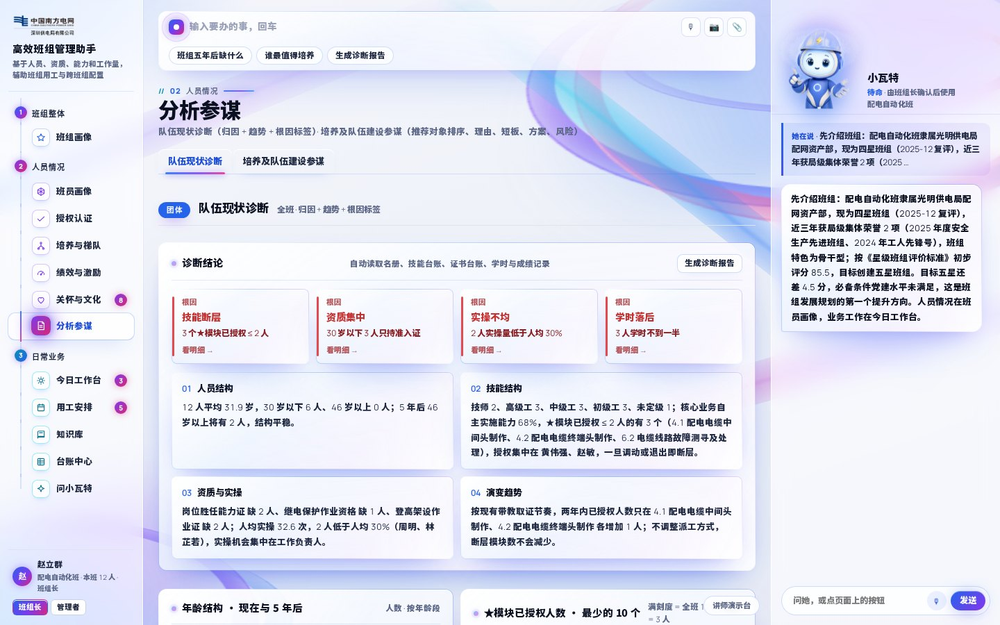 中国南方电网
CHINA SOUTHERN POWER GRID
深圳供电局有限公司
高效班组管理助手
基于人员、资质、能力和工作量，
辅助班组用工与跨班组配置
1 班组整体
班组画像
2 人员情况
班员画像
授权认证
培养与梯队
绩效与激励
关怀与文化 8
分析参谋
3 日常业务
今日工作台 3
用工安排 5
知识库
台账中心
问小瓦特
赵 赵立群
配电自动化班·本班 12 人·
班组长
班组长 管理者
输入要办的事，回车
班组五年后缺什么 谁最值得培养 生成诊断报告
// 02 人员情况
分析参谋
队伍现状诊断（归因 + 趋势 + 根因标签）· 培养及队伍建设参谋（推荐对象排序、理由、短板、方案、风险）
队伍现状诊断 培养及队伍建设参谋
团体 队伍现状诊断 全班·归因 + 趋势 + 根因标签
诊断结论 自动读取名册、技能台账、证书台账、学时与成绩记录 生成诊断报告
根因
技能断层
3 个★模块已授权 ≤ 2 人
看明细 →
根因
资质集中
30 岁以下 3 人只持准入证
看明细 →
根因
实操不均
2 人实操量低于人均 30%
看明细 →
根因
学时落后
3 人学时不到一半
看明细 →
01 人员结构
12 人平均 31.9 岁，30 岁以下 6 人、46 岁以上 0 人；5 年后 46
岁以上将有 2 人，结构平稳。
02 技能结构
技师 2、高级工 3、中级工 3、初级工 3、未定级 1；核心业务自
主实施能力 68%，★模块已授权 ≤ 2 人的有 3 个（4.1 配电电缆中
间头制作、4.2 配电电缆终端头制作、6.2 电缆线路故障测寻及处
理），授权集中在 黄伟强、赵敏，一旦调动或退出即断层。
03 资质与实操
岗位胜任能力证 缺 2 人、继电保护作业资格 缺 1 人、登高架设作
业证 缺 2 人；人均实操 32.6 次，2 人低于人均 30%（周明、林
芷若），实操机会集中在工作负责人。
04 演变趋势
按现有带教取证节奏，两年内已授权人数只在 4.1 配电电缆中间头
制作、4.2 配电电缆终端头制作 各增加 1 人；不调整派工方式，
断层模块数不会减少。
年龄结构 · 现在与 5 年后 人数·按年龄段
★模块已授权人数 · 最少的 10 个 满刻度 = 全班 1
= 3 人
讲师演示台
小瓦特
待命·由班组长确认后使用
配电自动化班
她在说·先介绍班组：配电自动化班隶属光明供电局
配网资产部，现为四星班组（2025-12 复评），近三
年获局级集体荣誉 2 项（2025 …
先介绍班组：配电自动化班隶属光明供电局配
网资产部，现为四星班组（2025-12 复评），
近三年获局级集体荣誉 2 项（2025 年度安全
生产先进班组、2024 年工人先锋号），班组
特色为骨干型；按《星级班组评价标准》初步
评分 85.5，目标创建五星班组。目标五星还
差 4.5 分，必备条件党建水平未满足，这是班
组发展规划的第一个提升方向。人员情况在班
员画像，业务工作在今日工作台。
问她，或点页面上的按钮 发送